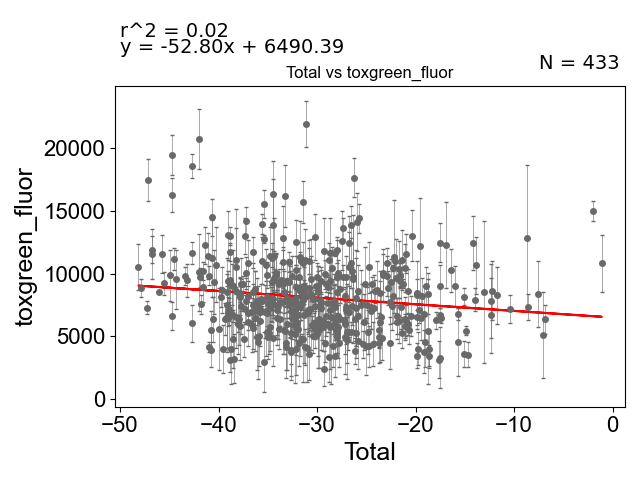 r^2 = 0.02
y = -52.80x + 6490.39
N = 433
Total vs toxgreen_fluor
toxgreen_fluor
20000
15000
10000
5000
0
−50 −40 −30 −20 −10 0
Total